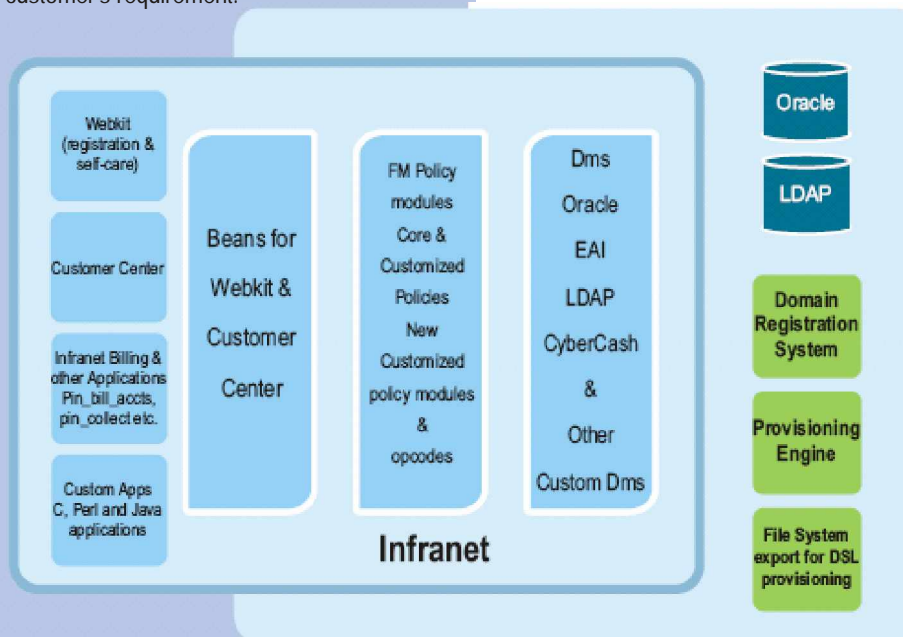 customer's requirement.
Webkit
(registration &
self-care)
Customer Center
Infranet Billing &
other Applications
Pin_bill_accts,
pin_collect etc.
Custom Apps
C, Perl and Java
applications
Beans for
Webkit &
Customer
Center
FM Policy
modules
Core &
Customized
Policies
New
Customized
policy modules
&
opcodes
Dms
Oracle
EAI
LDAP
CyberCash
&
Other
Custom Dms
Infranet
Oracle
LDAP
Domain
Registration
System
Provisioning
Engine
File System
export for DSL
provisioning